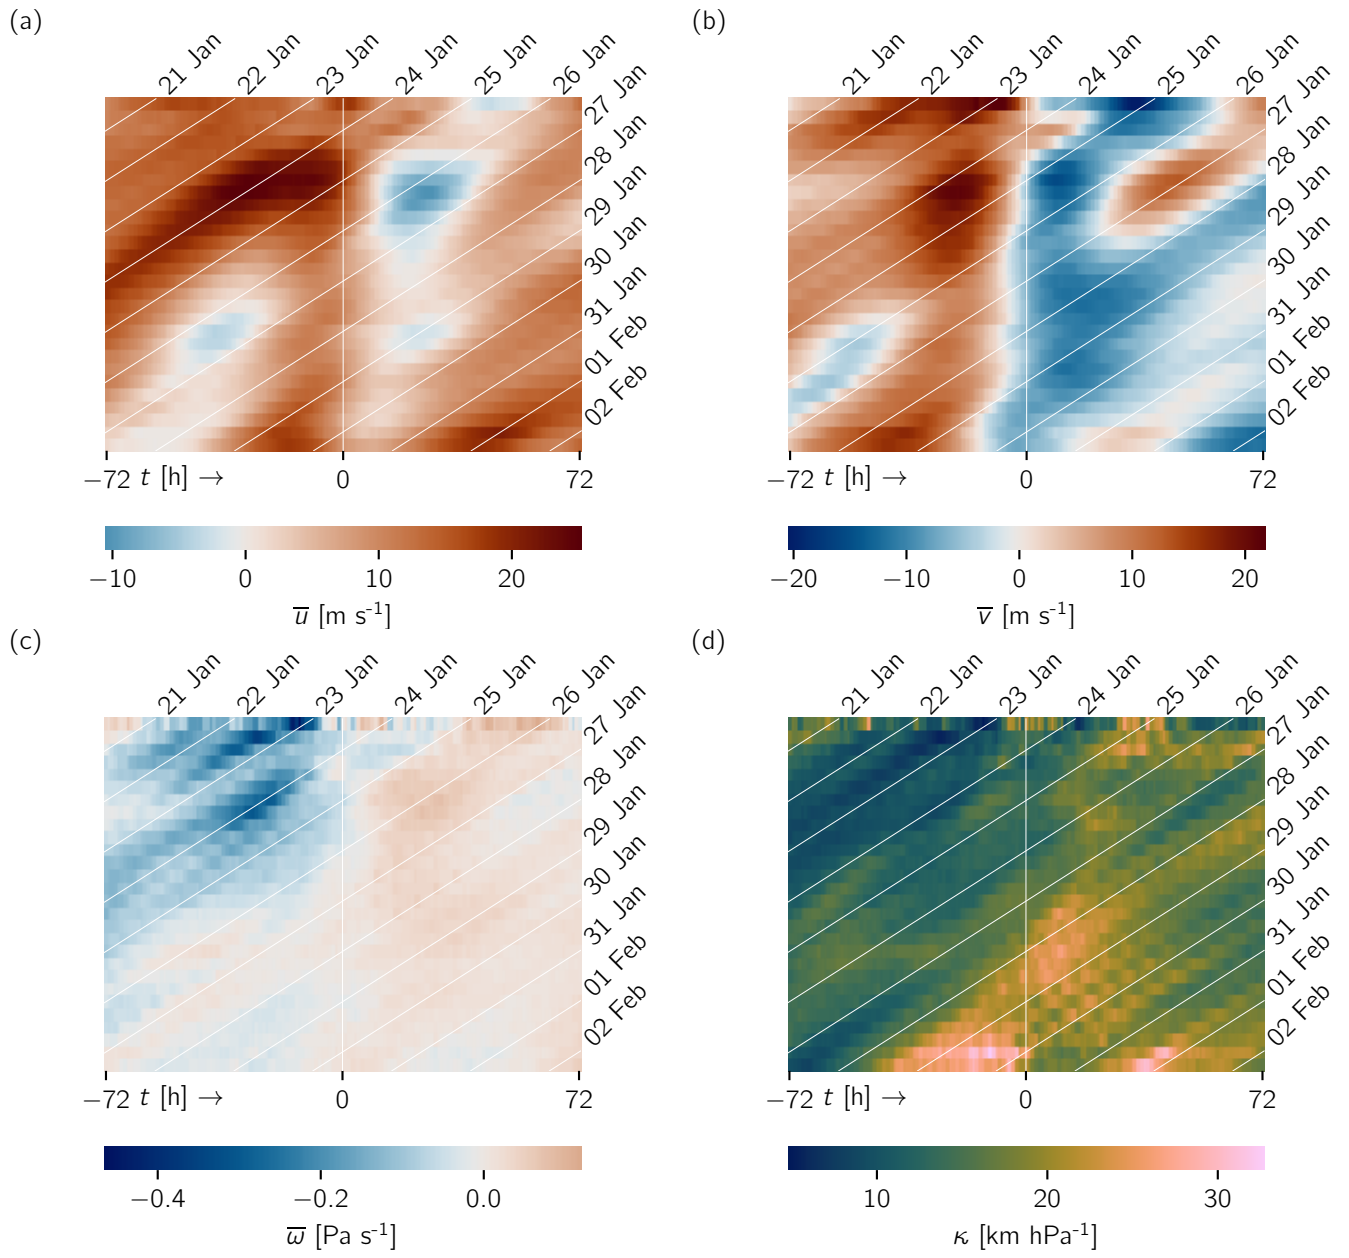 (a)
21 Jan
22 Jan
23 Jan
24 Jan
25 Jan
26 Jan
27 Jan
28 Jan
29 Jan
30 Jan
31 Jan
01 Feb
02 Feb
−72 t [h] → 0 72
−10 0 10 20
u̅ [m s⁻¹]
(b)
21 Jan
22 Jan
23 Jan
24 Jan
25 Jan
26 Jan
27 Jan
28 Jan
29 Jan
30 Jan
31 Jan
01 Feb
02 Feb
−72 t [h] → 0 72
−20 −10 0 10 20
v̅ [m s⁻¹]
(c)
21 Jan
22 Jan
23 Jan
24 Jan
25 Jan
26 Jan
27 Jan
28 Jan
29 Jan
30 Jan
31 Jan
01 Feb
02 Feb
−72 t [h] → 0 72
−0.4 −0.2 0.0
ω̅ [Pa s⁻¹]
(d)
21 Jan
22 Jan
23 Jan
24 Jan
25 Jan
26 Jan
27 Jan
28 Jan
29 Jan
30 Jan
31 Jan
01 Feb
02 Feb
−72 t [h] → 0 72
10 20 30
κ [km hPa⁻¹]